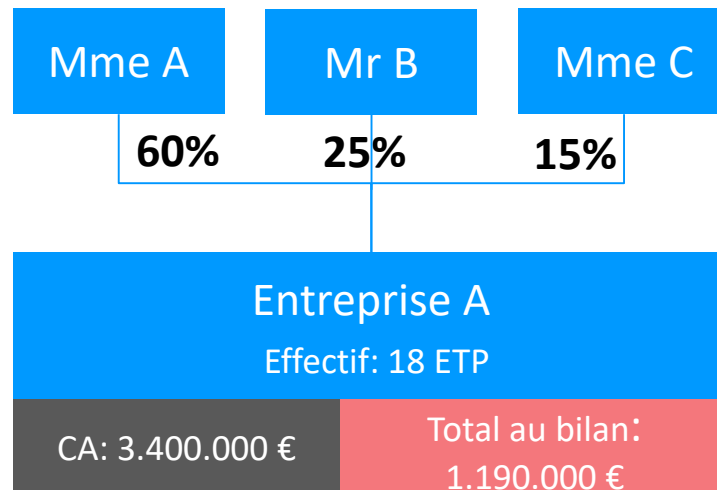 Mme A
Mr B
Mme C
60%
25%
15%
Entreprise A
Effectif: 18 ETP
CA: 3.400.000 €
Total au bilan:
1.190.000 €